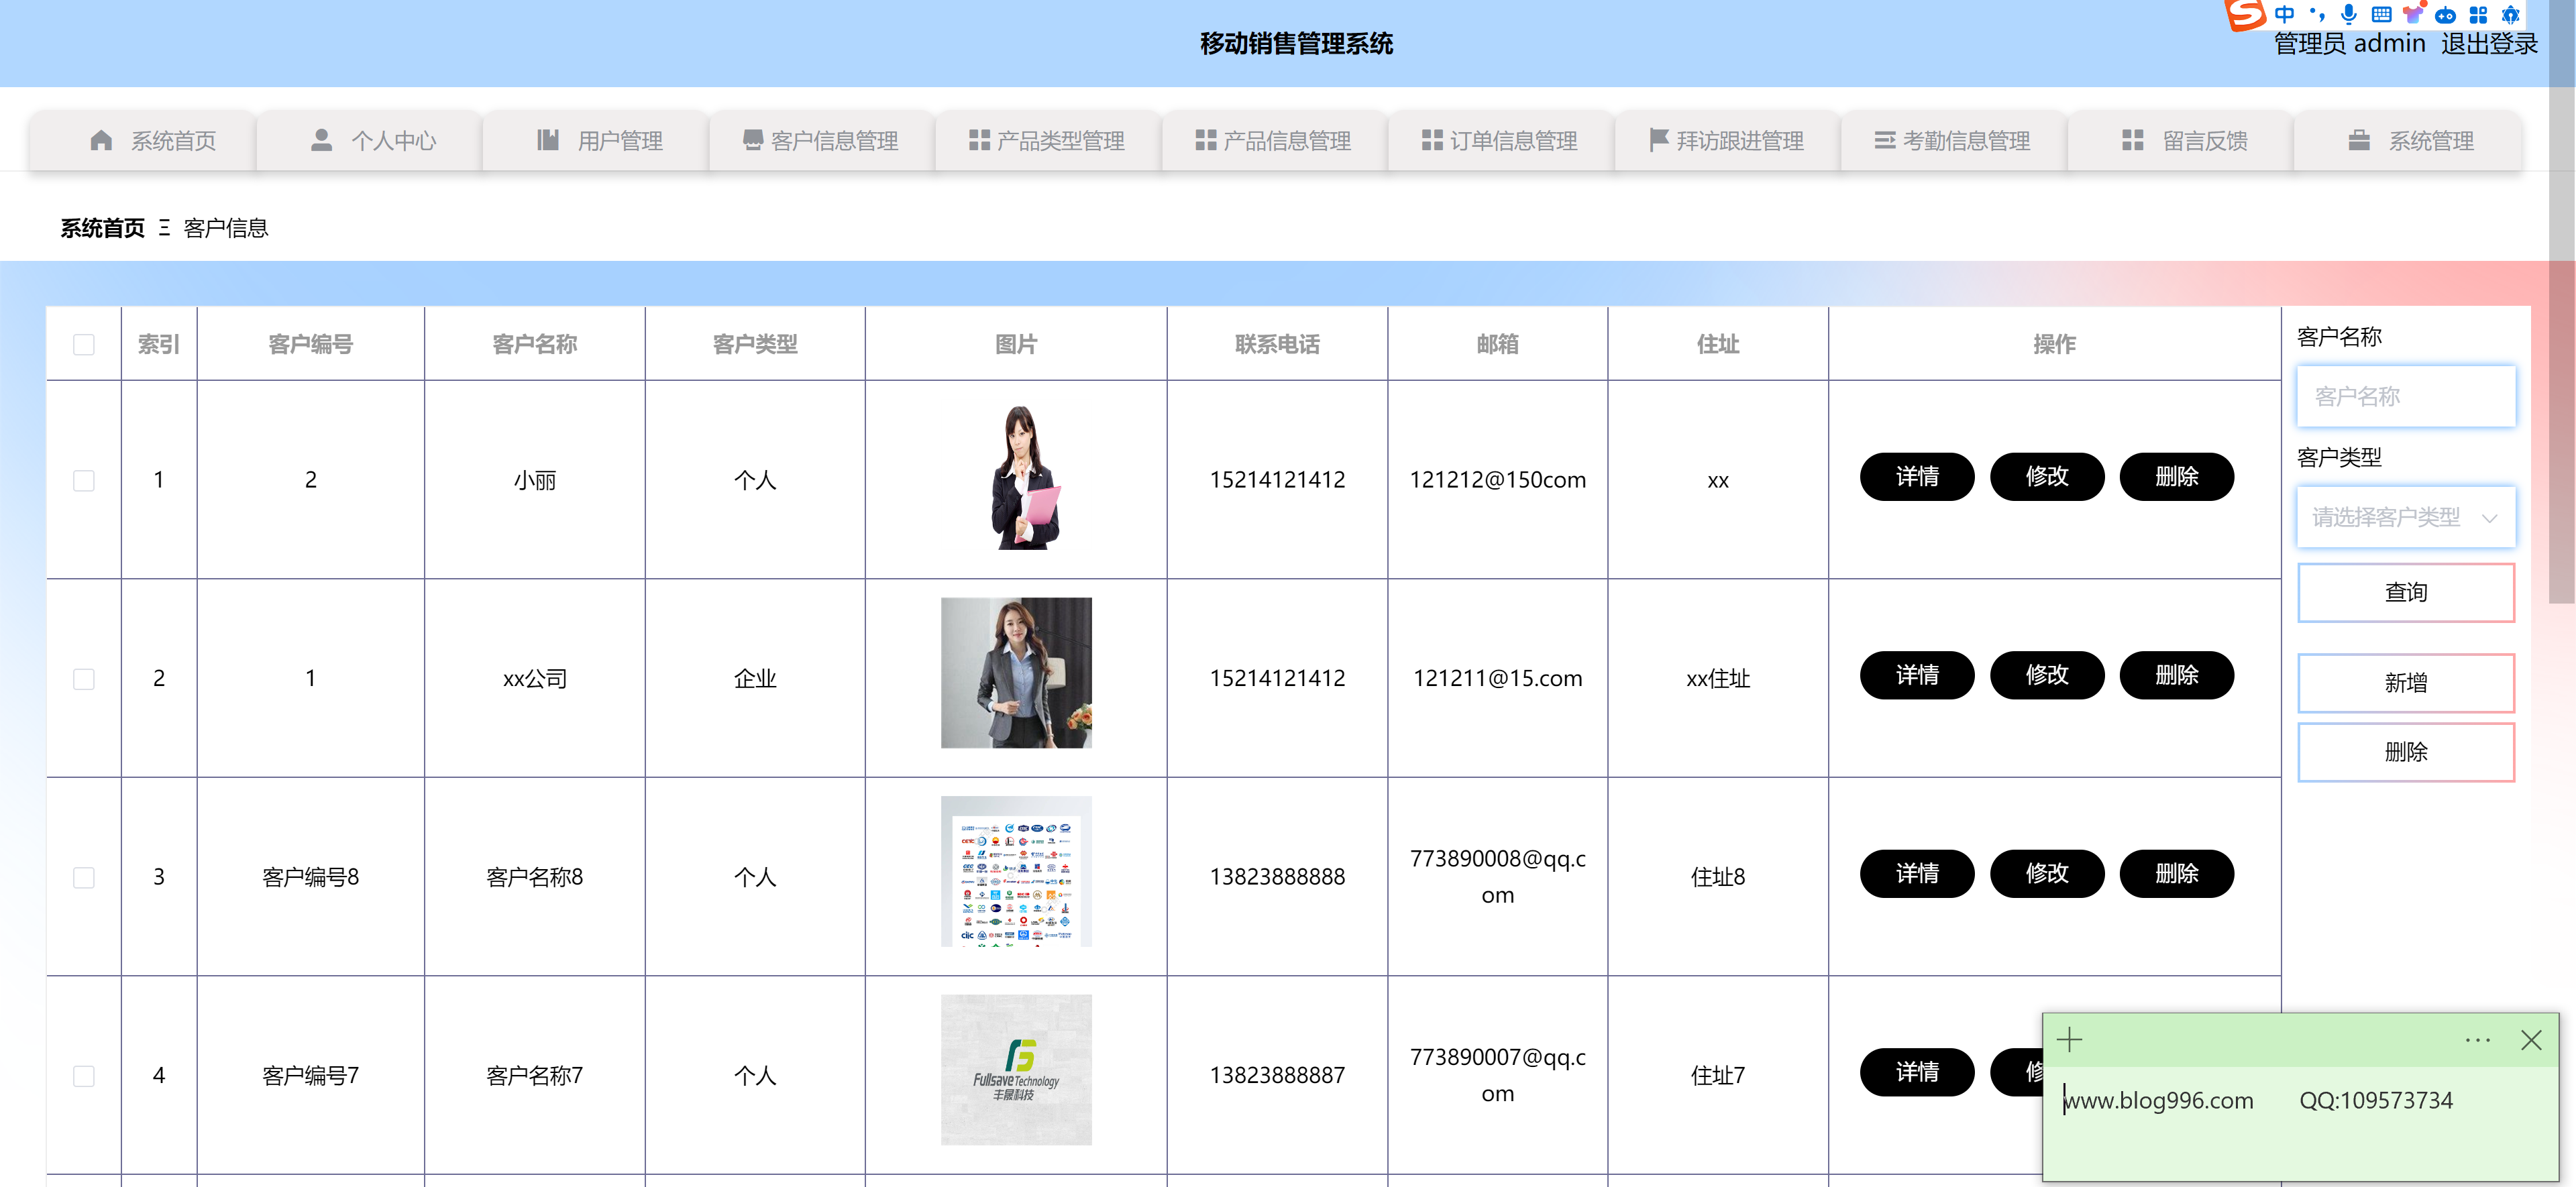 中
移动销售管理系统
管理员 admin 退出登录
系统首页 个人中心 用户管理 客户信息管理 产品类型管理 产品信息管理 订单信息管理 拜访跟进管理 考勤信息管理 留言反馈 系统管理
系统首页 Ξ 客户信息
索引 客户编号 客户名称 客户类型 图片 联系电话 邮箱 住址 操作
1 2 小丽 个人 15214121412 121212@150com xx 详情 修改 删除
2 1 xx公司 企业 15214121412 121211@15.com xx住址 详情 修改 删除
3 客户编号8 客户名称8 个人 13823888888 773890008@qq.c
om 住址8 详情 修改 删除
4 客户编号7 客户名称7 个人 Fullsave Technology
丰晟科技 13823888887 773890007@qq.c
om 住址7 详情 修
客户名称
客户名称
客户类型
请选择客户类型
查询
新增
删除
www.blog996.com QQ:109573734